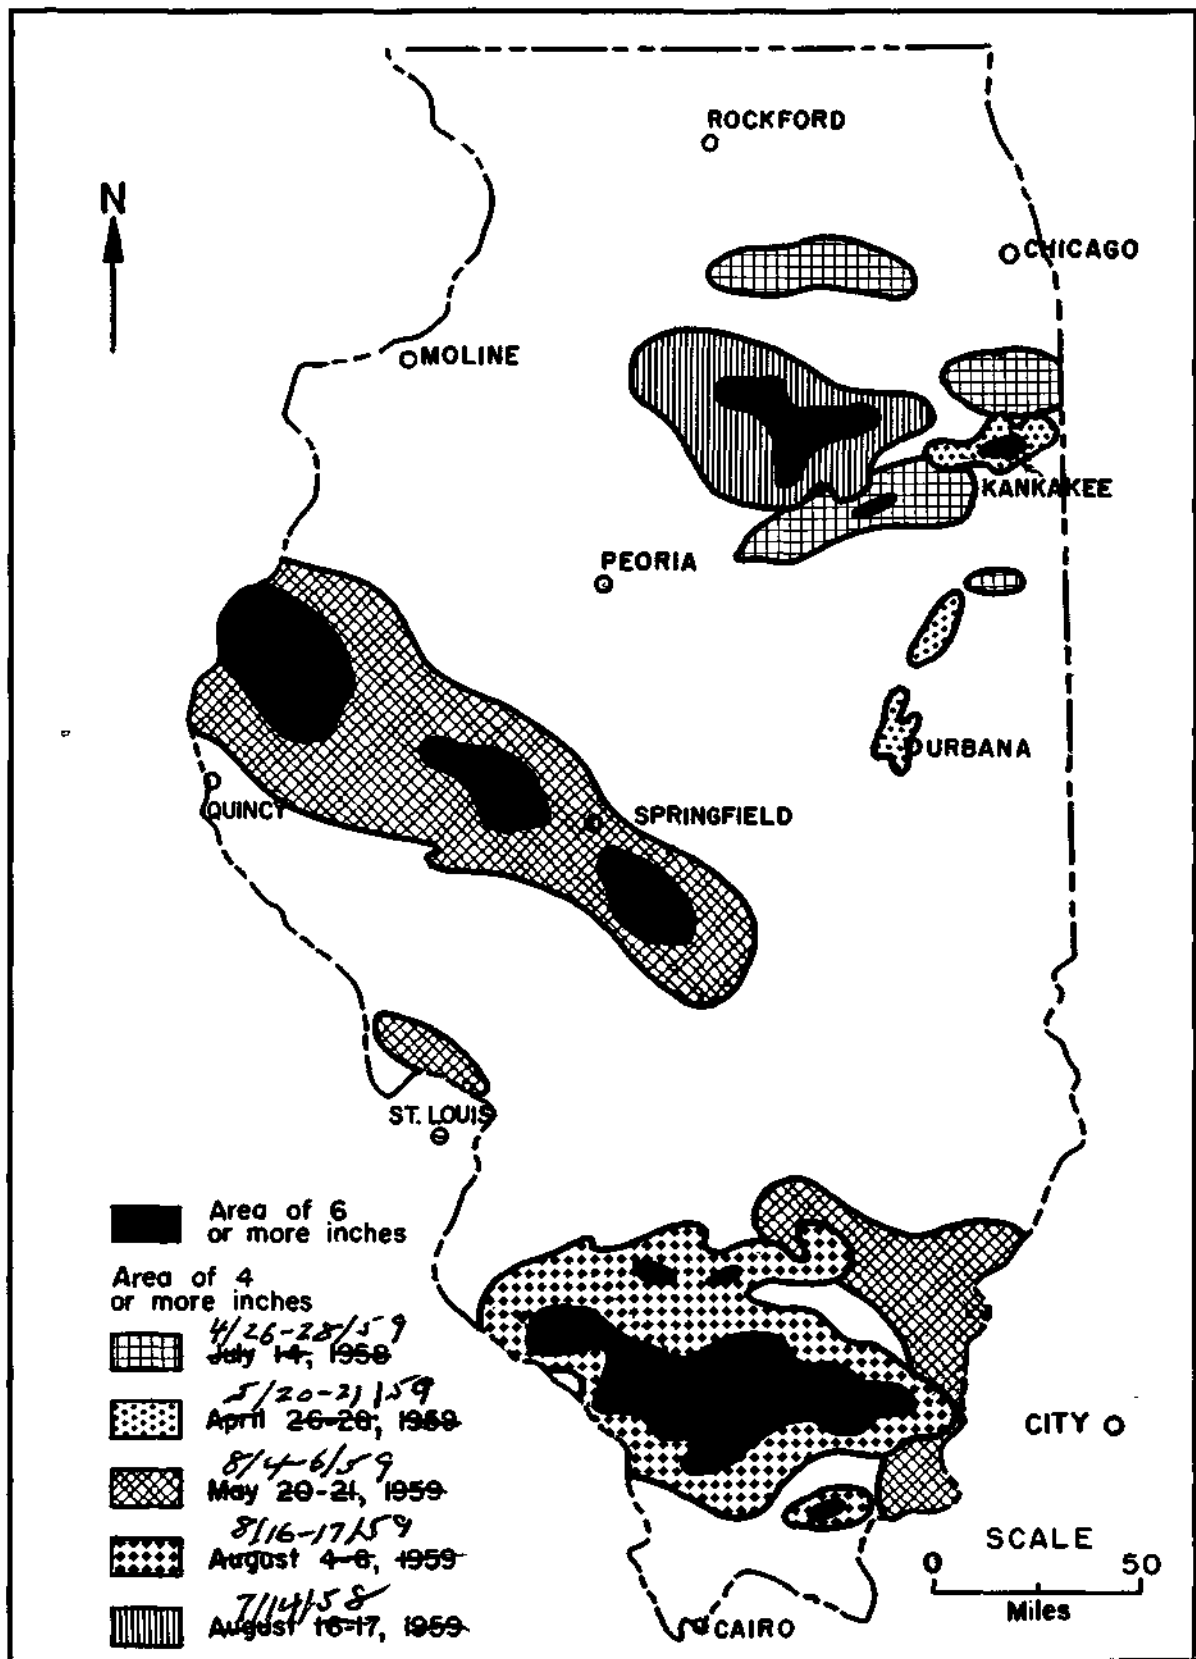 ROCKFORD
N
CHICAGO
MOLINE
KANKAKEE
PEORIA
URBANA
QUINCY
SPRINGFIELD
ST. LOUIS
Area of 6
or more inches
Area of 4
or more inches
4/26-28/59
July 14, 1958
5/20-21/59
April 26-28, 1959
CITY
8/4-6/59
May 20-21, 1959
8/16-17/59
August 4-6, 1959
SCALE
0 50
Miles
7/14/58
August 16-17, 1959
CAIRO